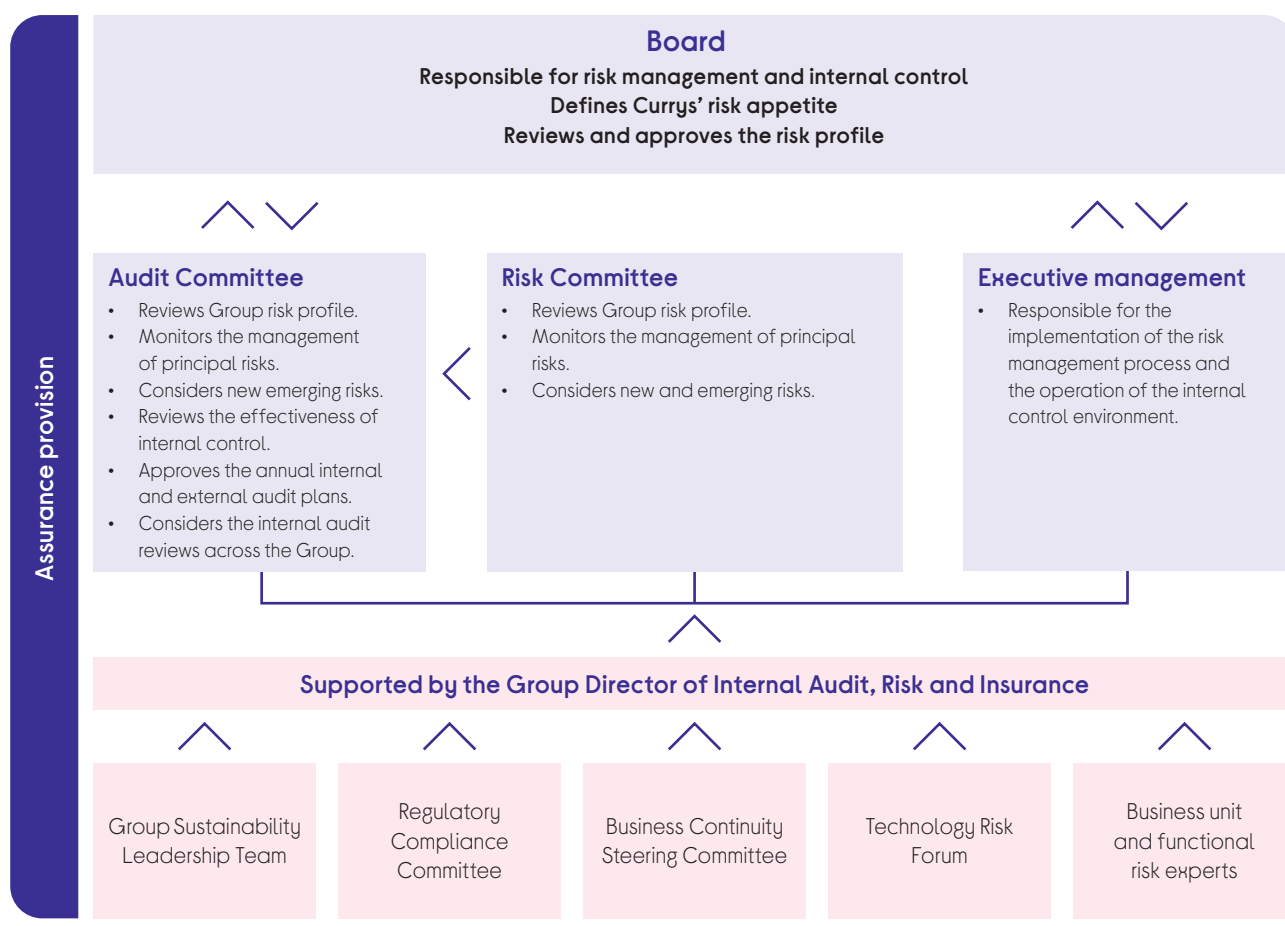 Assurance provision
Board
Responsible for risk management and internal control
Defines Currys’ risk appetite
Reviews and approves the risk profile
Audit Committee
• Reviews Group risk profile.
• Monitors the management
of principal risks.
• Considers new emerging risks.
• Reviews the effectiveness of
internal control.
• Approves the annual internal
and external audit plans.
• Considers the internal audit
reviews across the Group.
Risk Committee
• Reviews Group risk profile.
• Monitors the management of principal
risks.
• Considers new and emerging risks.
Executive management
• Responsible for the
implementation of the risk
management process and
the operation of the internal
control environment.
Supported by the Group Director of Internal Audit, Risk and Insurance
Group Sustainability
Leadership Team
Regulatory
Compliance
Committee
Business Continuity
Steering Committee
Technology Risk
Forum
Business unit
and functional
risk experts